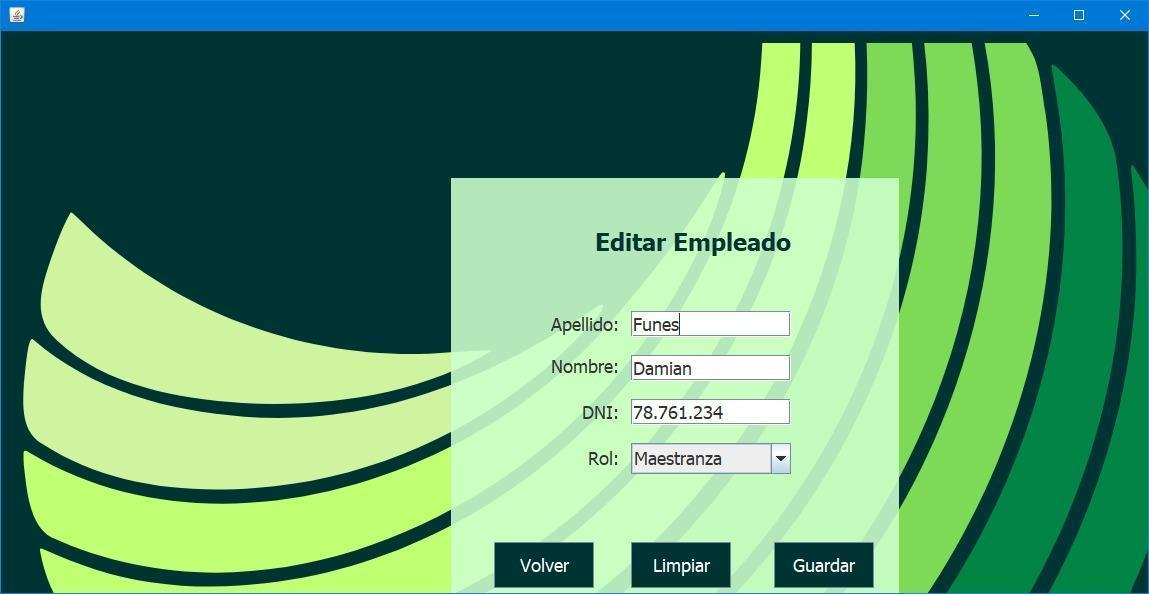 Editar Empleado
Apellido: Funes
Nombre: Damian
DNI: 78.761.234
Rol: Maestranza
Volver Limpiar Guardar